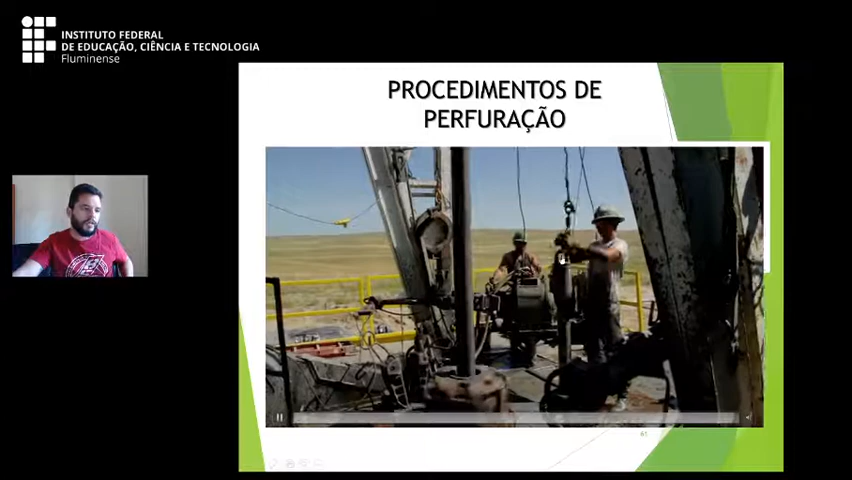 INSTITUTO FEDERAL
DE EDUCAÇÃO, CIÊNCIA E TECNOLOGIA
Fluminense
PROCEDIMENTOS DE
PERFURAÇÃO